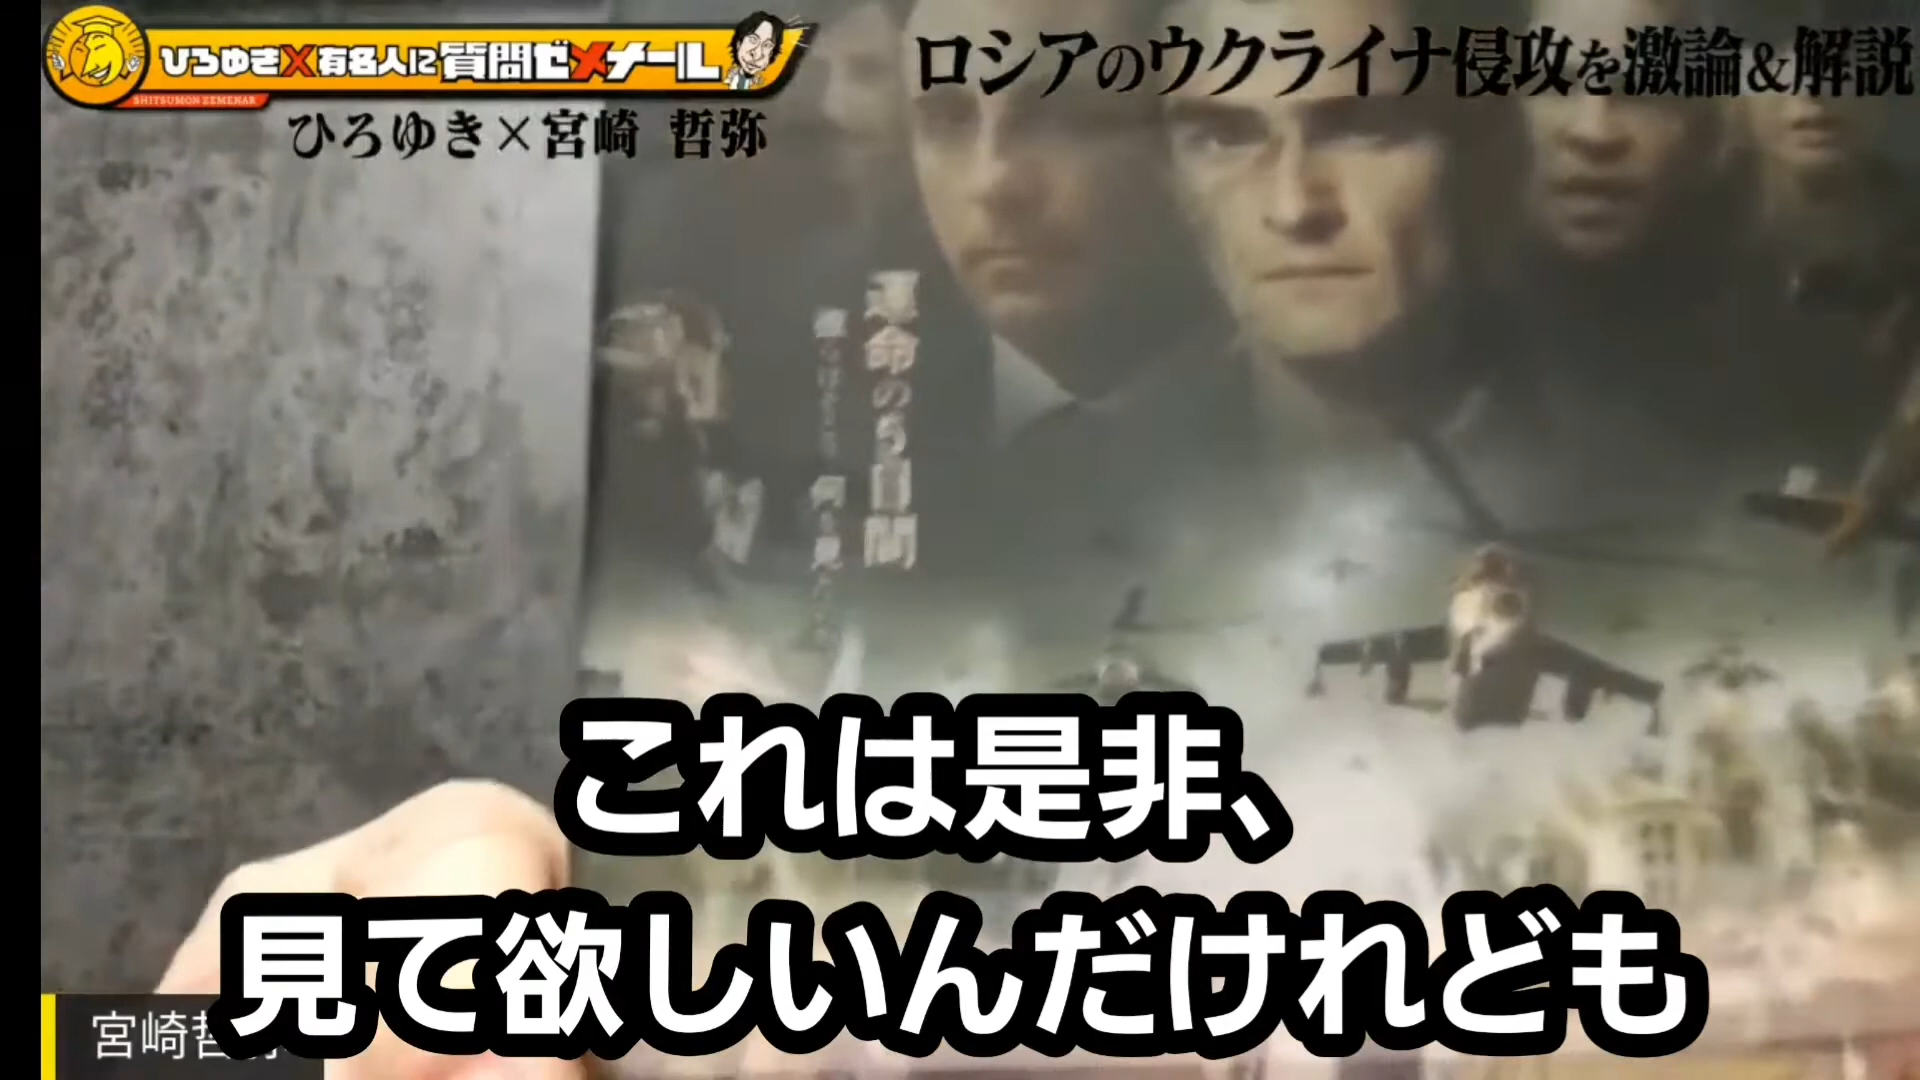 ひろゆき×有名人に質問ゼメナール
SHITSUMON ZEMENAR
ひろゆき×宮崎 哲弥
ロシアのウクライナ侵攻を激論&解説
運命の5日間
これは是非、
見て欲しいんだけれども
宮崎哲弥